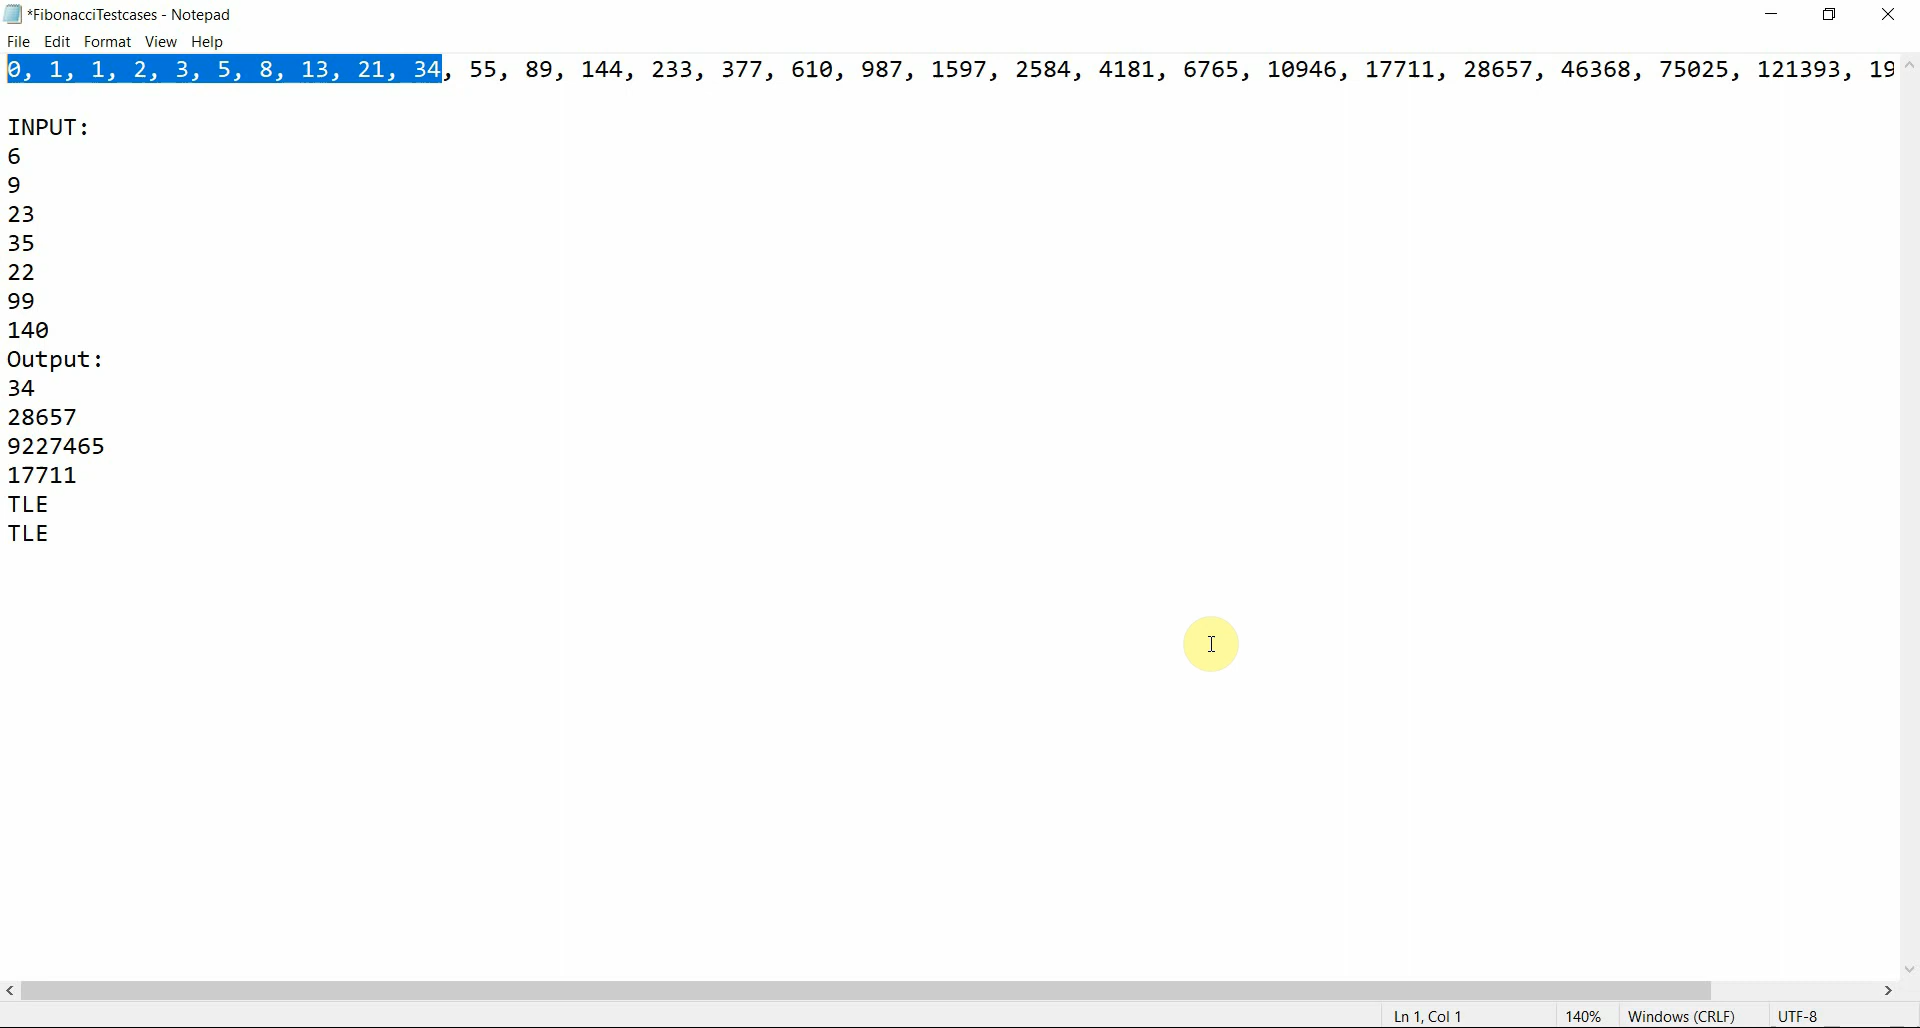 *FibonacciTestcases - Notepad
File Edit Format View Help
0, 1, 1, 2, 3, 5, 8, 13, 21, 34, 55, 89, 144, 233, 377, 610, 987, 1597, 2584, 4181, 6765, 10946, 17711, 28657, 46368, 75025, 121393, 19
INPUT:
6
9
23
35
22
99
140
Output:
34
28657
9227465
17711
TLE
TLE
Ln 1, Col 1 140% Windows (CRLF) UTF-8